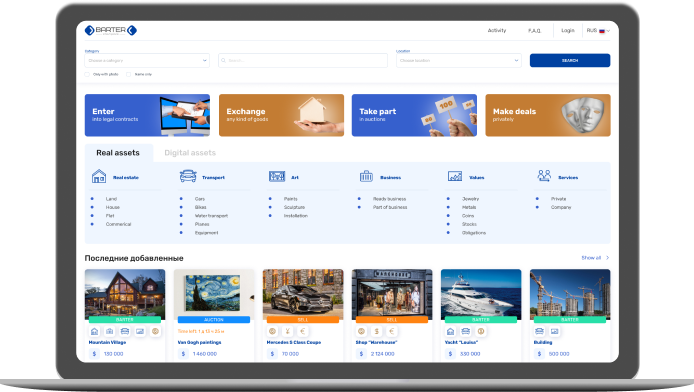 BARTER
Activity
F.A.Q.
Login
RUS
Category
Choose a category
Search...
Location
Choose location
SEARCH
Only with photo
Name only
Enter
into legal contracts
Exchange
any kind of goods
Take part
in auctions
Make deals
privately
100
50
Real assets
Digital assets
Real estate
Transport
Art
Business
Values
Services
Land
House
Flat
Commerical
Cars
Bikes
Water transport
Planes
Equipment
Paints
Sculpture
Installation
Ready business
Part of business
Jewelry
Metals
Coins
Stocks
Obligations
Private
Company
Последние добавленные
Show all
WAREHOUSE
BARTER
AUCTION
SELL
SELL
BARTER
BARTER
Time left: 1 д 15 ч 25 м
Mountain Village
Van Gogh paintings
Mercedes S Class Coupe
Shop "Warehouse"
Yacht "Louisa"
Building
$ 130 000
$ 1 460 000
$ 70 000
$ 2 124 000
$ 330 000
$ 500 000